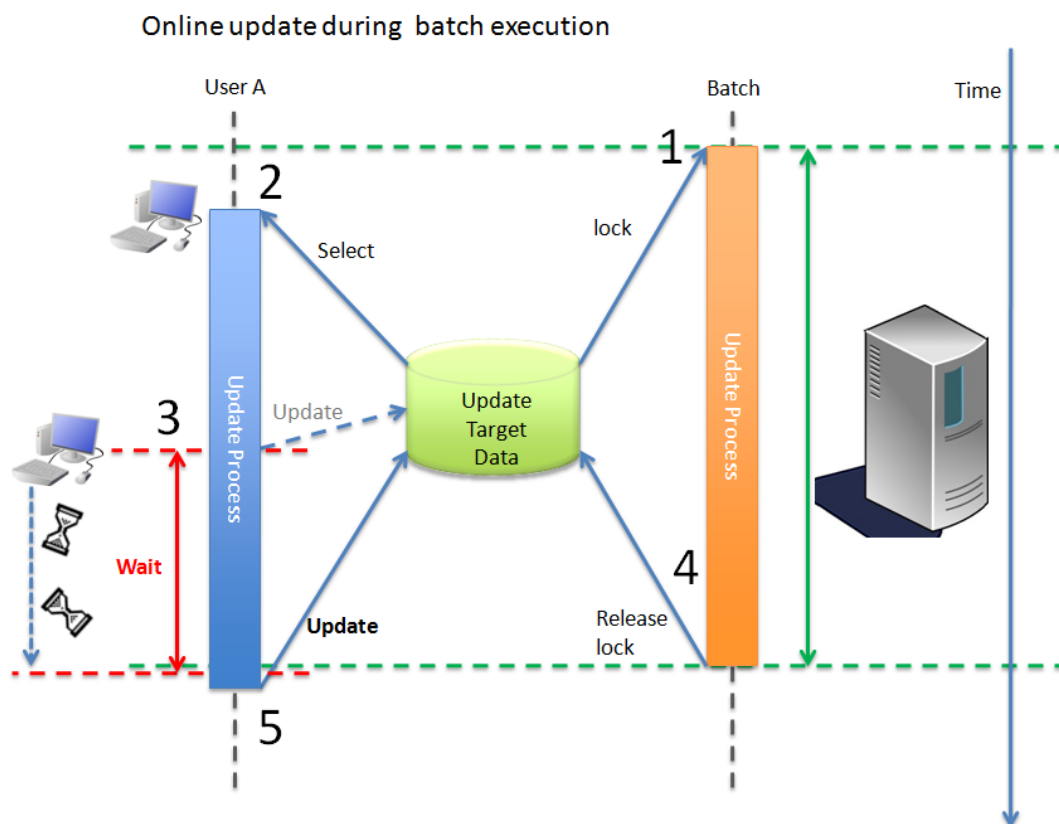 Online update during batch execution
User A
Batch
Time
1
2
lock
Select
Update Process
Update Process
3
Update
Update
Target
Data
Wait
4
Update
Release
lock
5